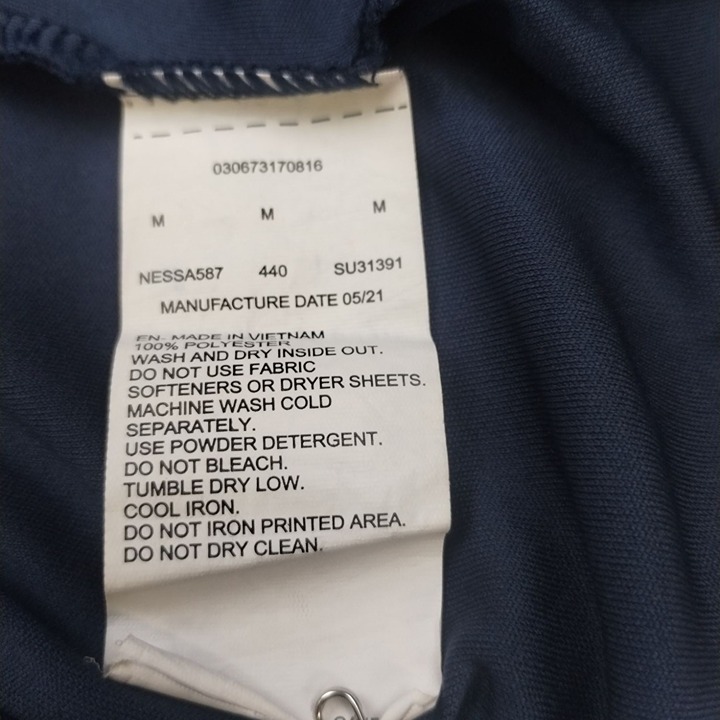 030673170816
M M M
NESSA587 440 SU31391
MANUFACTURE DATE 05/21
EN- MADE IN VIETNAM
100% POLYESTER
WASH AND DRY INSIDE OUT.
DO NOT USE FABRIC
SOFTENERS OR DRYER SHEETS.
MACHINE WASH COLD
SEPARATELY.
USE POWDER DETERGENT.
DO NOT BLEACH.
TUMBLE DRY LOW.
COOL IRON.
DO NOT IRON PRINTED AREA.
DO NOT DRY CLEAN.